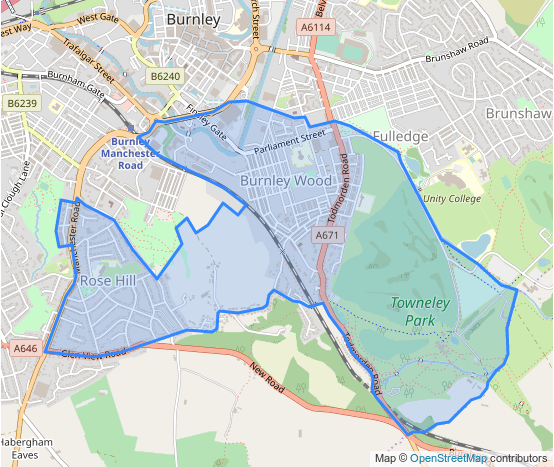 West Way
West Gate
Burnley
Church Street
Belv
A6114
Trafalgar Street
Brunshaw Road
Burnham Gate
B6240
B6239
Finsley Gate
Brunshaw
Fulledge
Parliament Street
Burnley
Manchester
Road
Burnley Wood
Todmorden Road
Unity College
Clough Lane
Manchester Road
A671
Rose Hill
Towneley
Park
A646
Glen View Road
Todmorden Road
New Road
Habergham
Eaves
Map © OpenStreetMap contributors